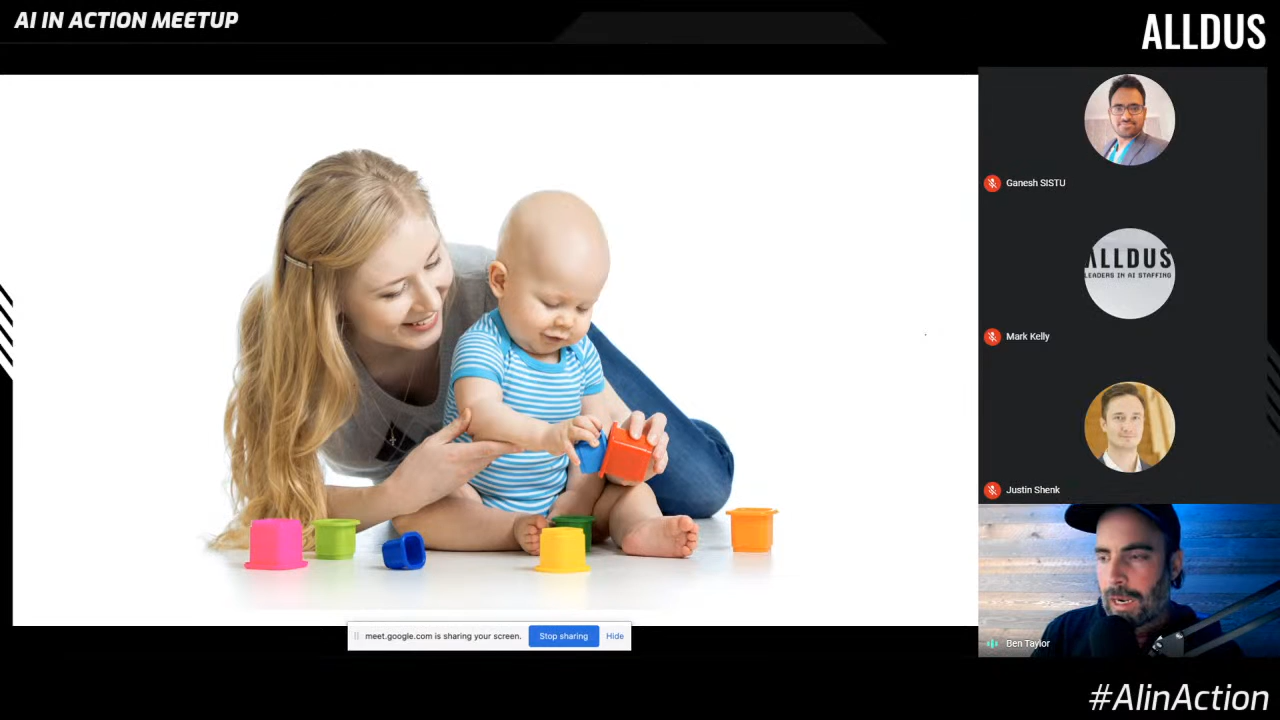 AI IN ACTION MEETUP
ALLDUS
Ganesh SISTU
ALLDUS
LEADERS IN AI STAFFING
Mark Kelly
Justin Shenk
Ben Taylor
meet.google.com is sharing your screen.
Stop sharing
Hide
#AIinAction